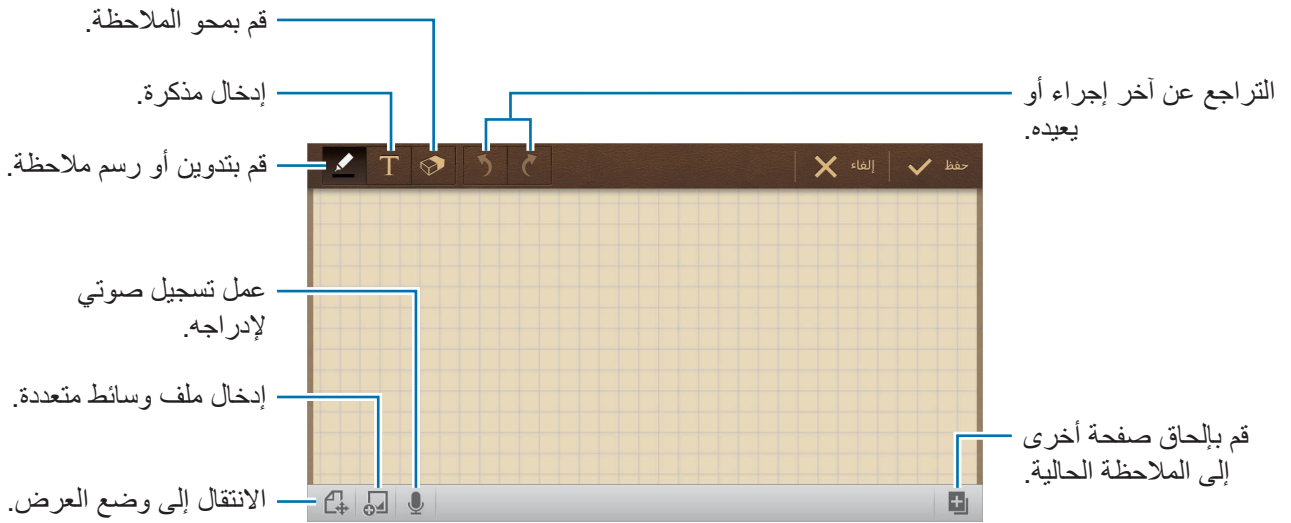 قم بمحو الملاحظة.
إدخال مذكرة.
قم بتدوين أو رسم ملاحظة.
التراجع عن آخر إجراء أو
يعيده.
T
إلغاء
حفظ
عمل تسجيل صوتي
لإدراجه.
إدخال ملف وسائط متعددة.
الانتقال إلى وضع العرض.
قم بإلحاق صفحة أخرى
إلى الملاحظة الحالية.